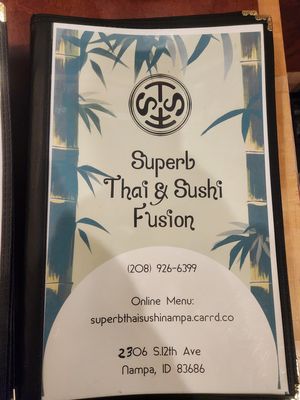 Superb
Thai & Sushi
Fusion
(208) 926-6399
Online Menu:
superbthaisushinampa.carrd.co
2306 S.12th Ave
Nampa, ID 83686